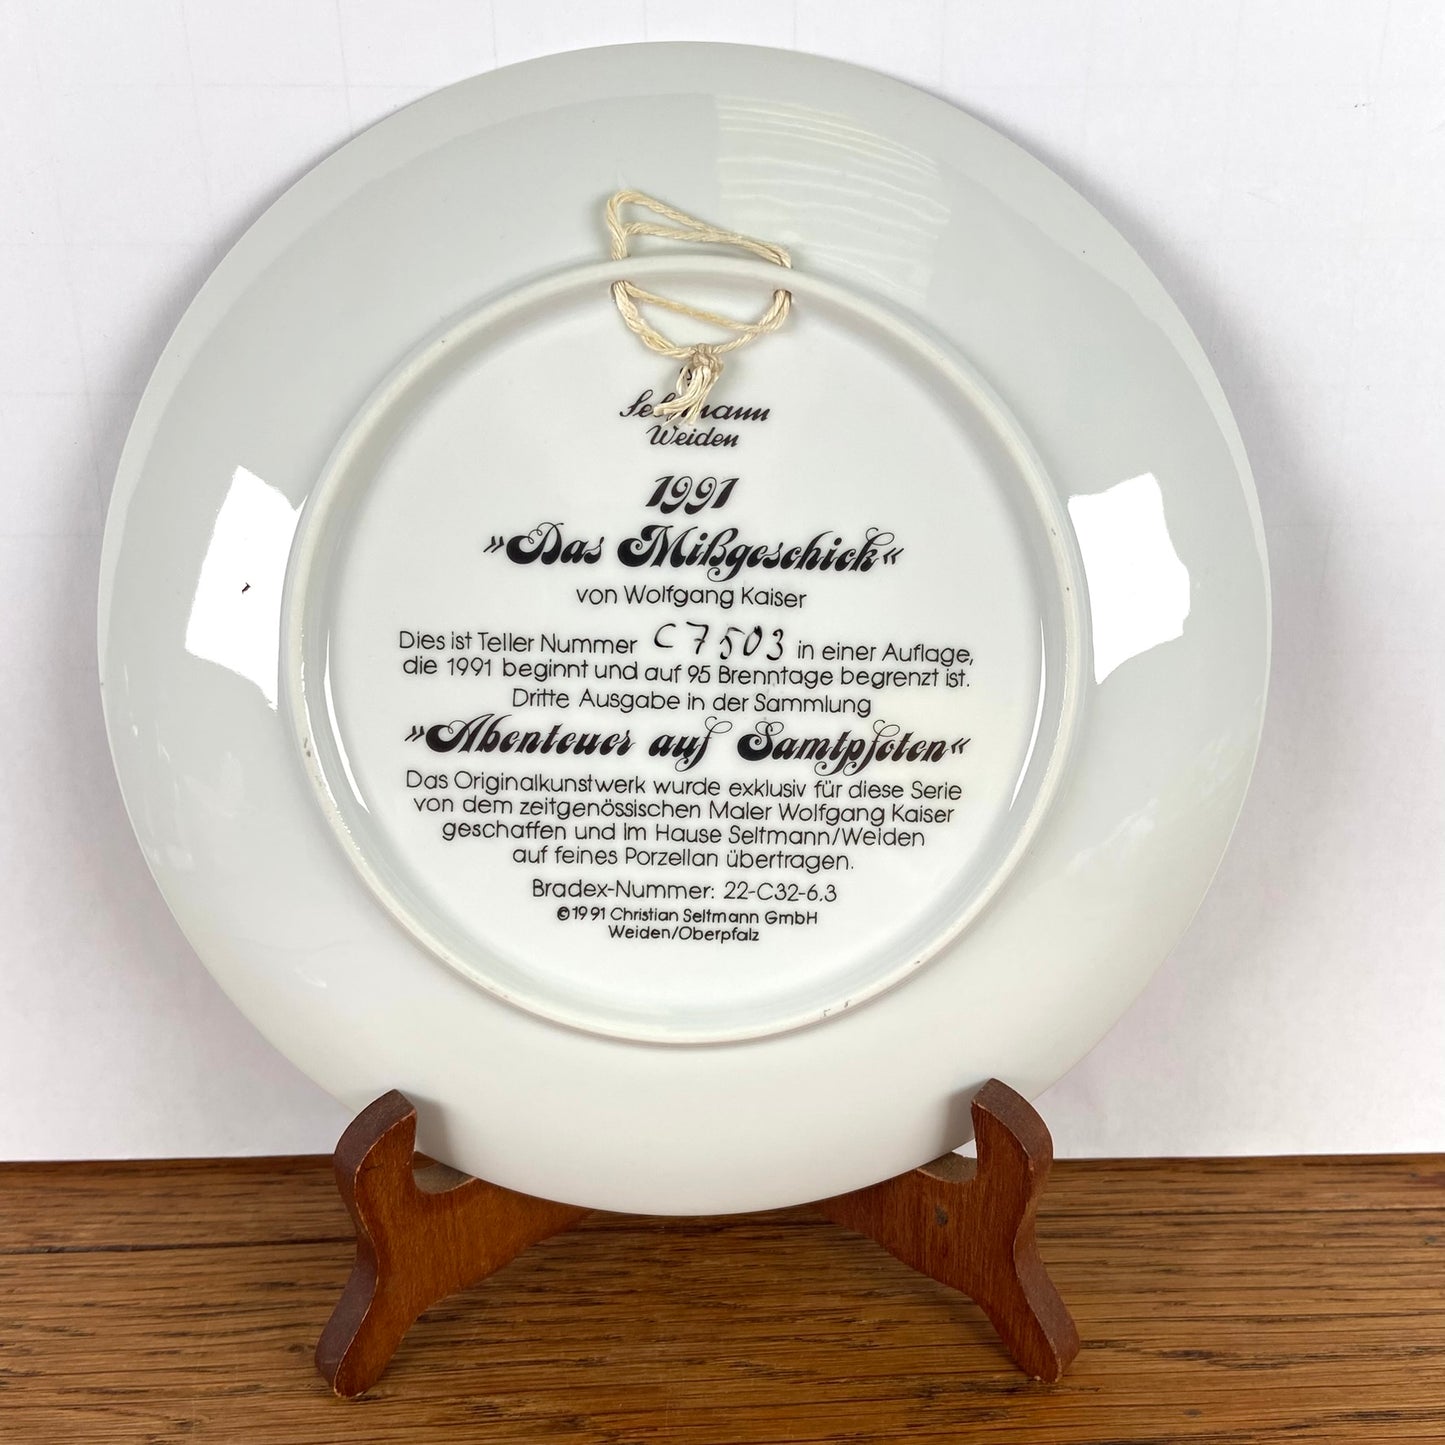 Seltmann
Weiden
1991
»Das Mißgeschick«
von Wolfgang Kaiser
Dies ist Teller Nummer C7503 in einer Auflage,
die 1991 beginnt und auf 95 Brenntage begrenzt ist.
Dritte Ausgabe in der Sammlung
»Abenteuer auf Samtpfoten«
Das Originalkunstwerk wurde exklusiv für diese Serie
von dem zeitgenössischen Maler Wolfgang Kaiser
geschaffen und im Hause Seltmann/Weiden
auf feines Porzellan übertragen.
Bradex-Nummer: 22-C32-6.3
©1991 Christian Seltmann GmbH
Weiden/Oberpfalz